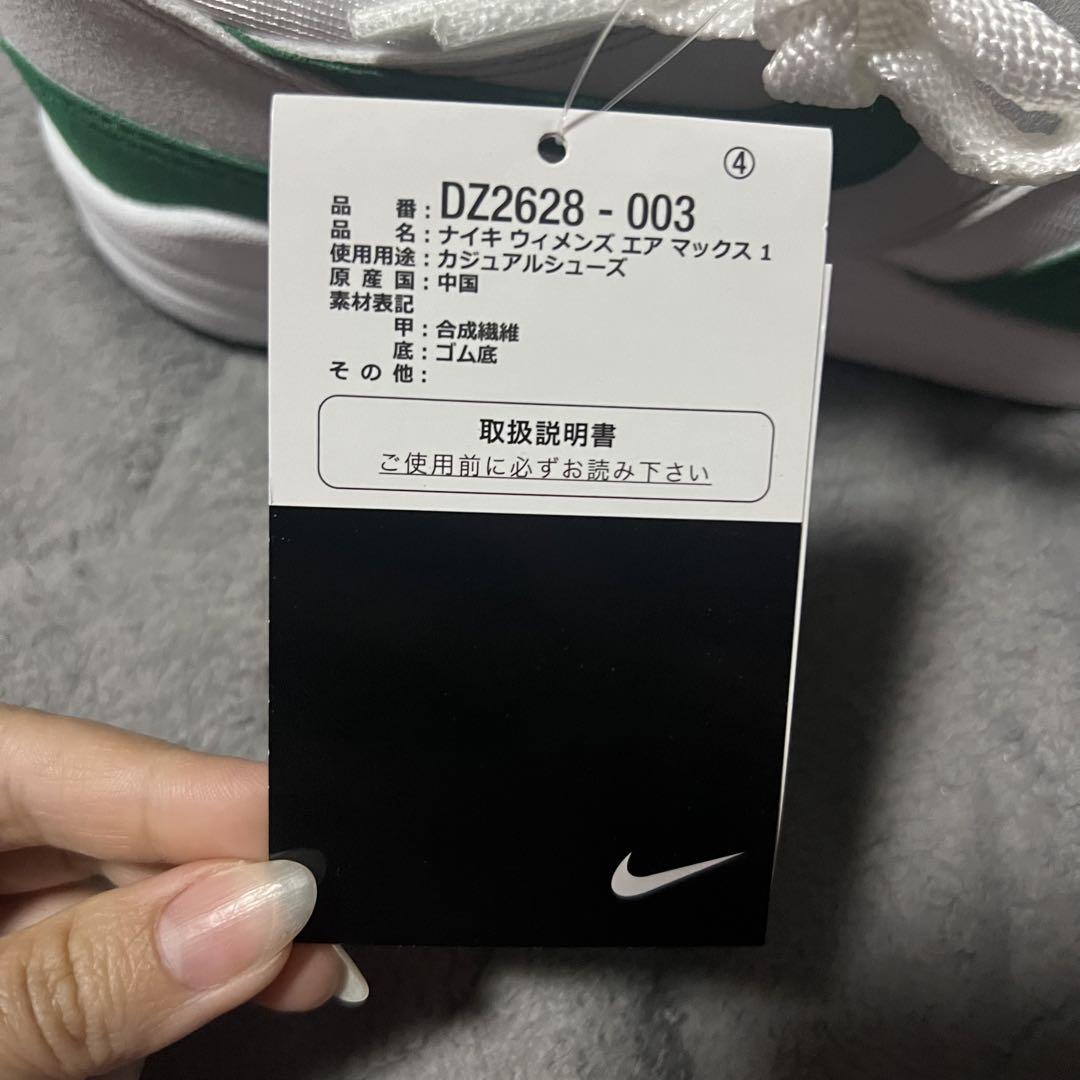 ④
品 番：DZ2628 - 003
品 名：ナイキ ウィメンズ エア マックス 1
使用用途：カジュアルシューズ
原 産 国：中国
素材表記
甲：合成繊維
底：ゴム底
そ の 他：
取扱説明書
ご使用前に必ずお読み下さい